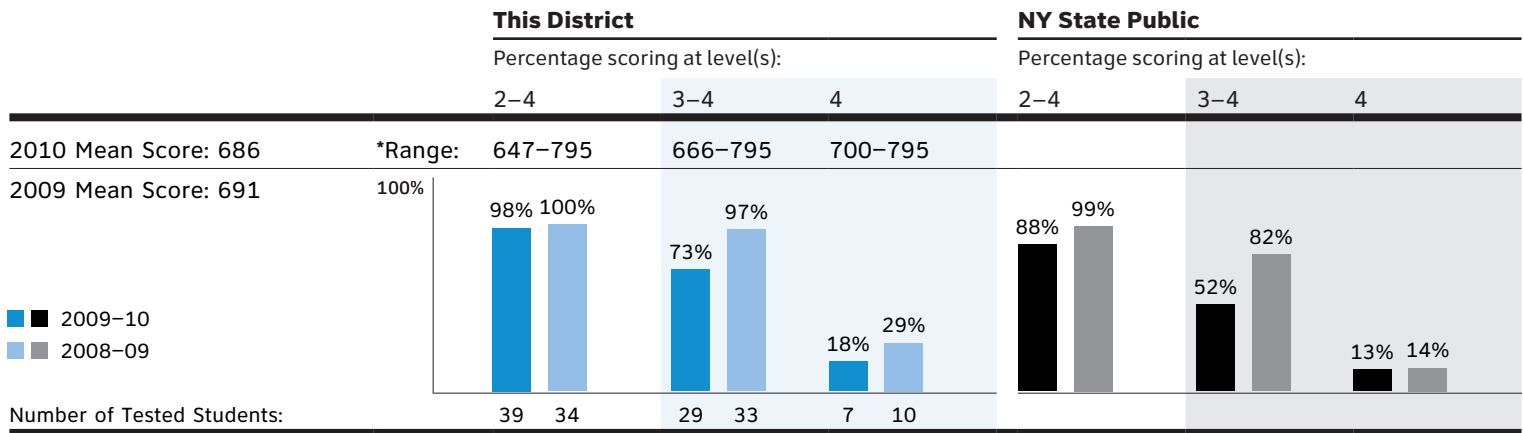 This District NY State Public
Percentage scoring at level(s): Percentage scoring at level(s):
2–4 3–4 4 2–4 3–4 4
2010 Mean Score: 686 *Range: 647–795 666–795 700–795
2009 Mean Score: 691 100%
98% 100% 73% 97% 18% 29% 88% 99% 52% 82% 13% 14%
2009–10
2008–09
Number of Tested Students: 39 34 29 33 7 10